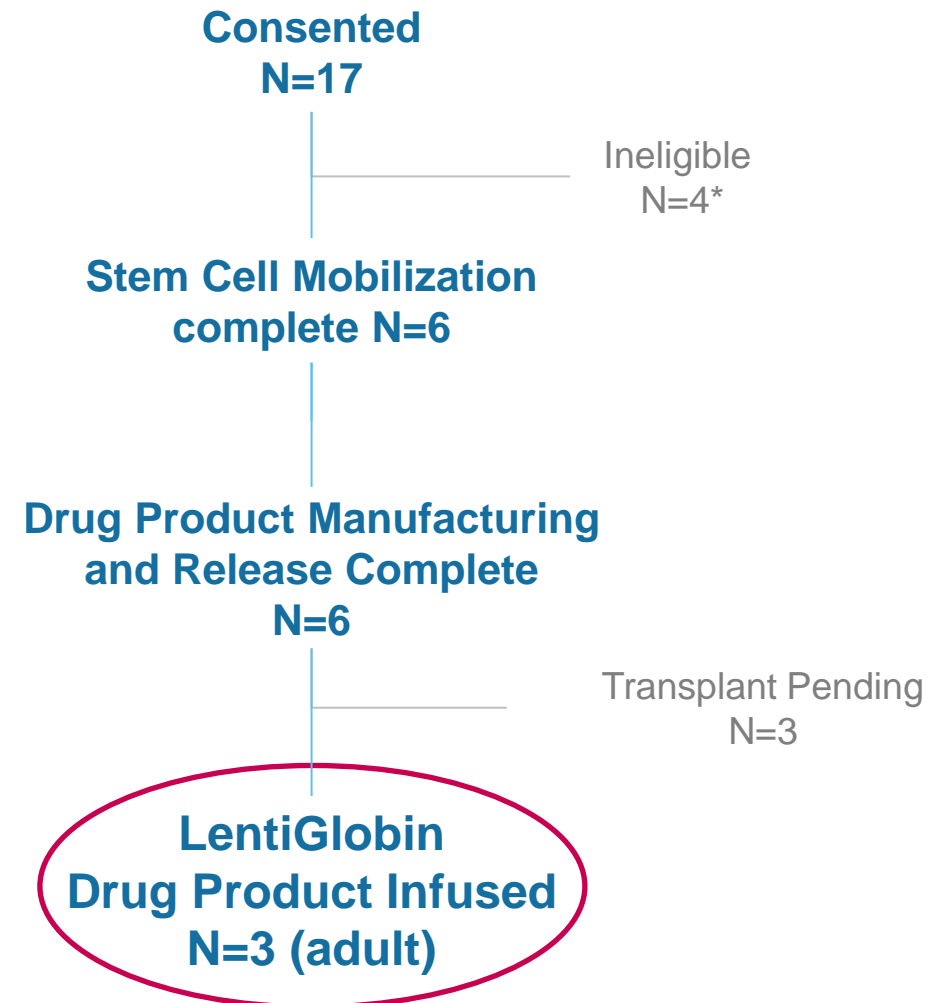 Consented
N=17
Ineligible
N=4*
Stem Cell Mobilization
complete N=6
Drug Product Manufacturing
and Release Complete
N=6
Transplant Pending
N=3
LentiGlobin
Drug Product Infused
N=3 (adult)